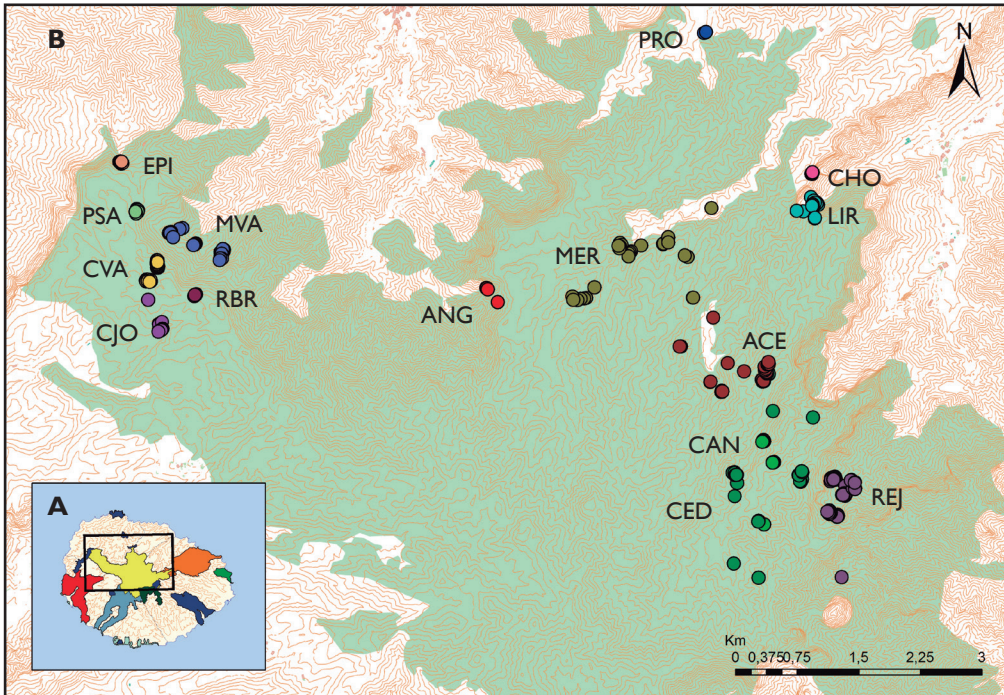 B
PRO
N
EPI
CHO
PSA
MVA
LIR
CVA
MER
RBR
ANG
CJO
ACE
CAN
CED
REJ
A
Km
0 0,375 0,75 1,5 2,25 3